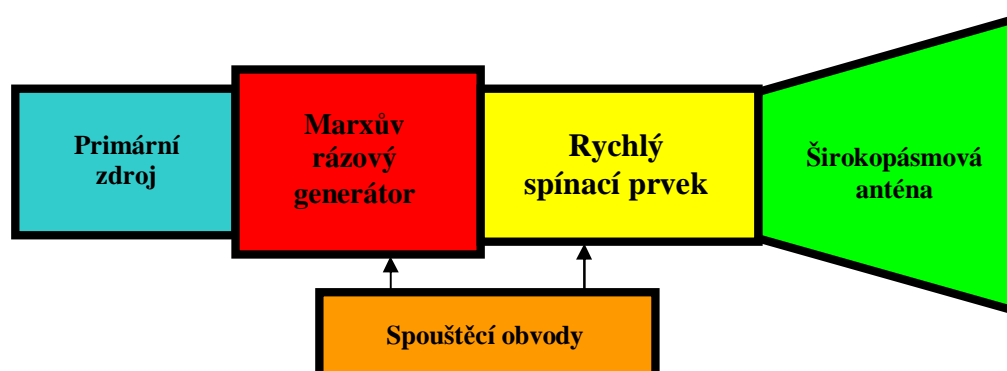 Primární
zdroj
Marxův
rázový
generátor
Rychlý
spínací prvek
Širokopásmová
anténa
Spouštěcí obvody